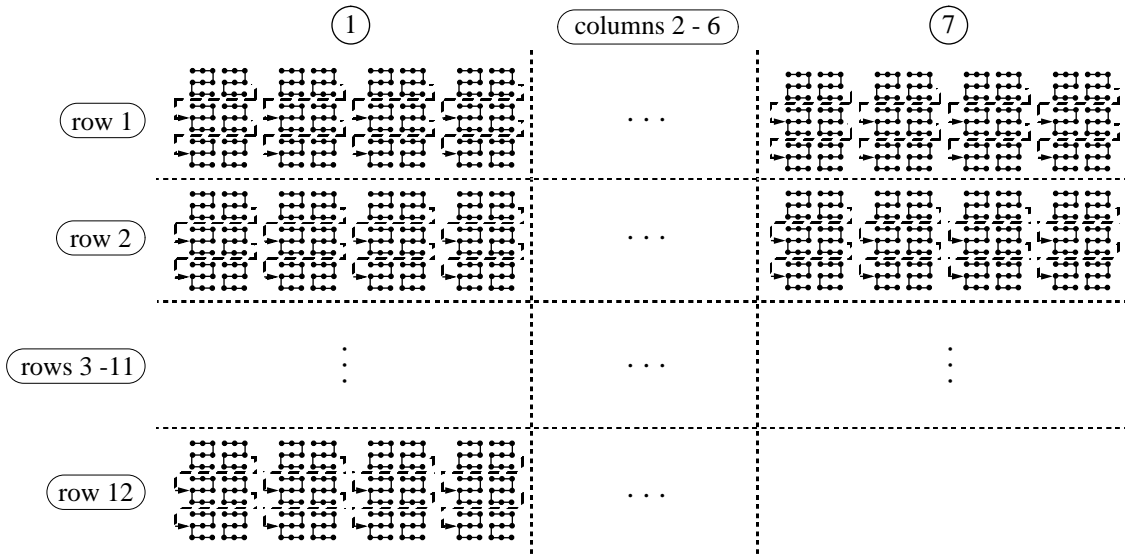 1 columns 2 - 6 7
row 1 . . .
row 2 . . .
rows 3 -11 . . .
row 12 . . .